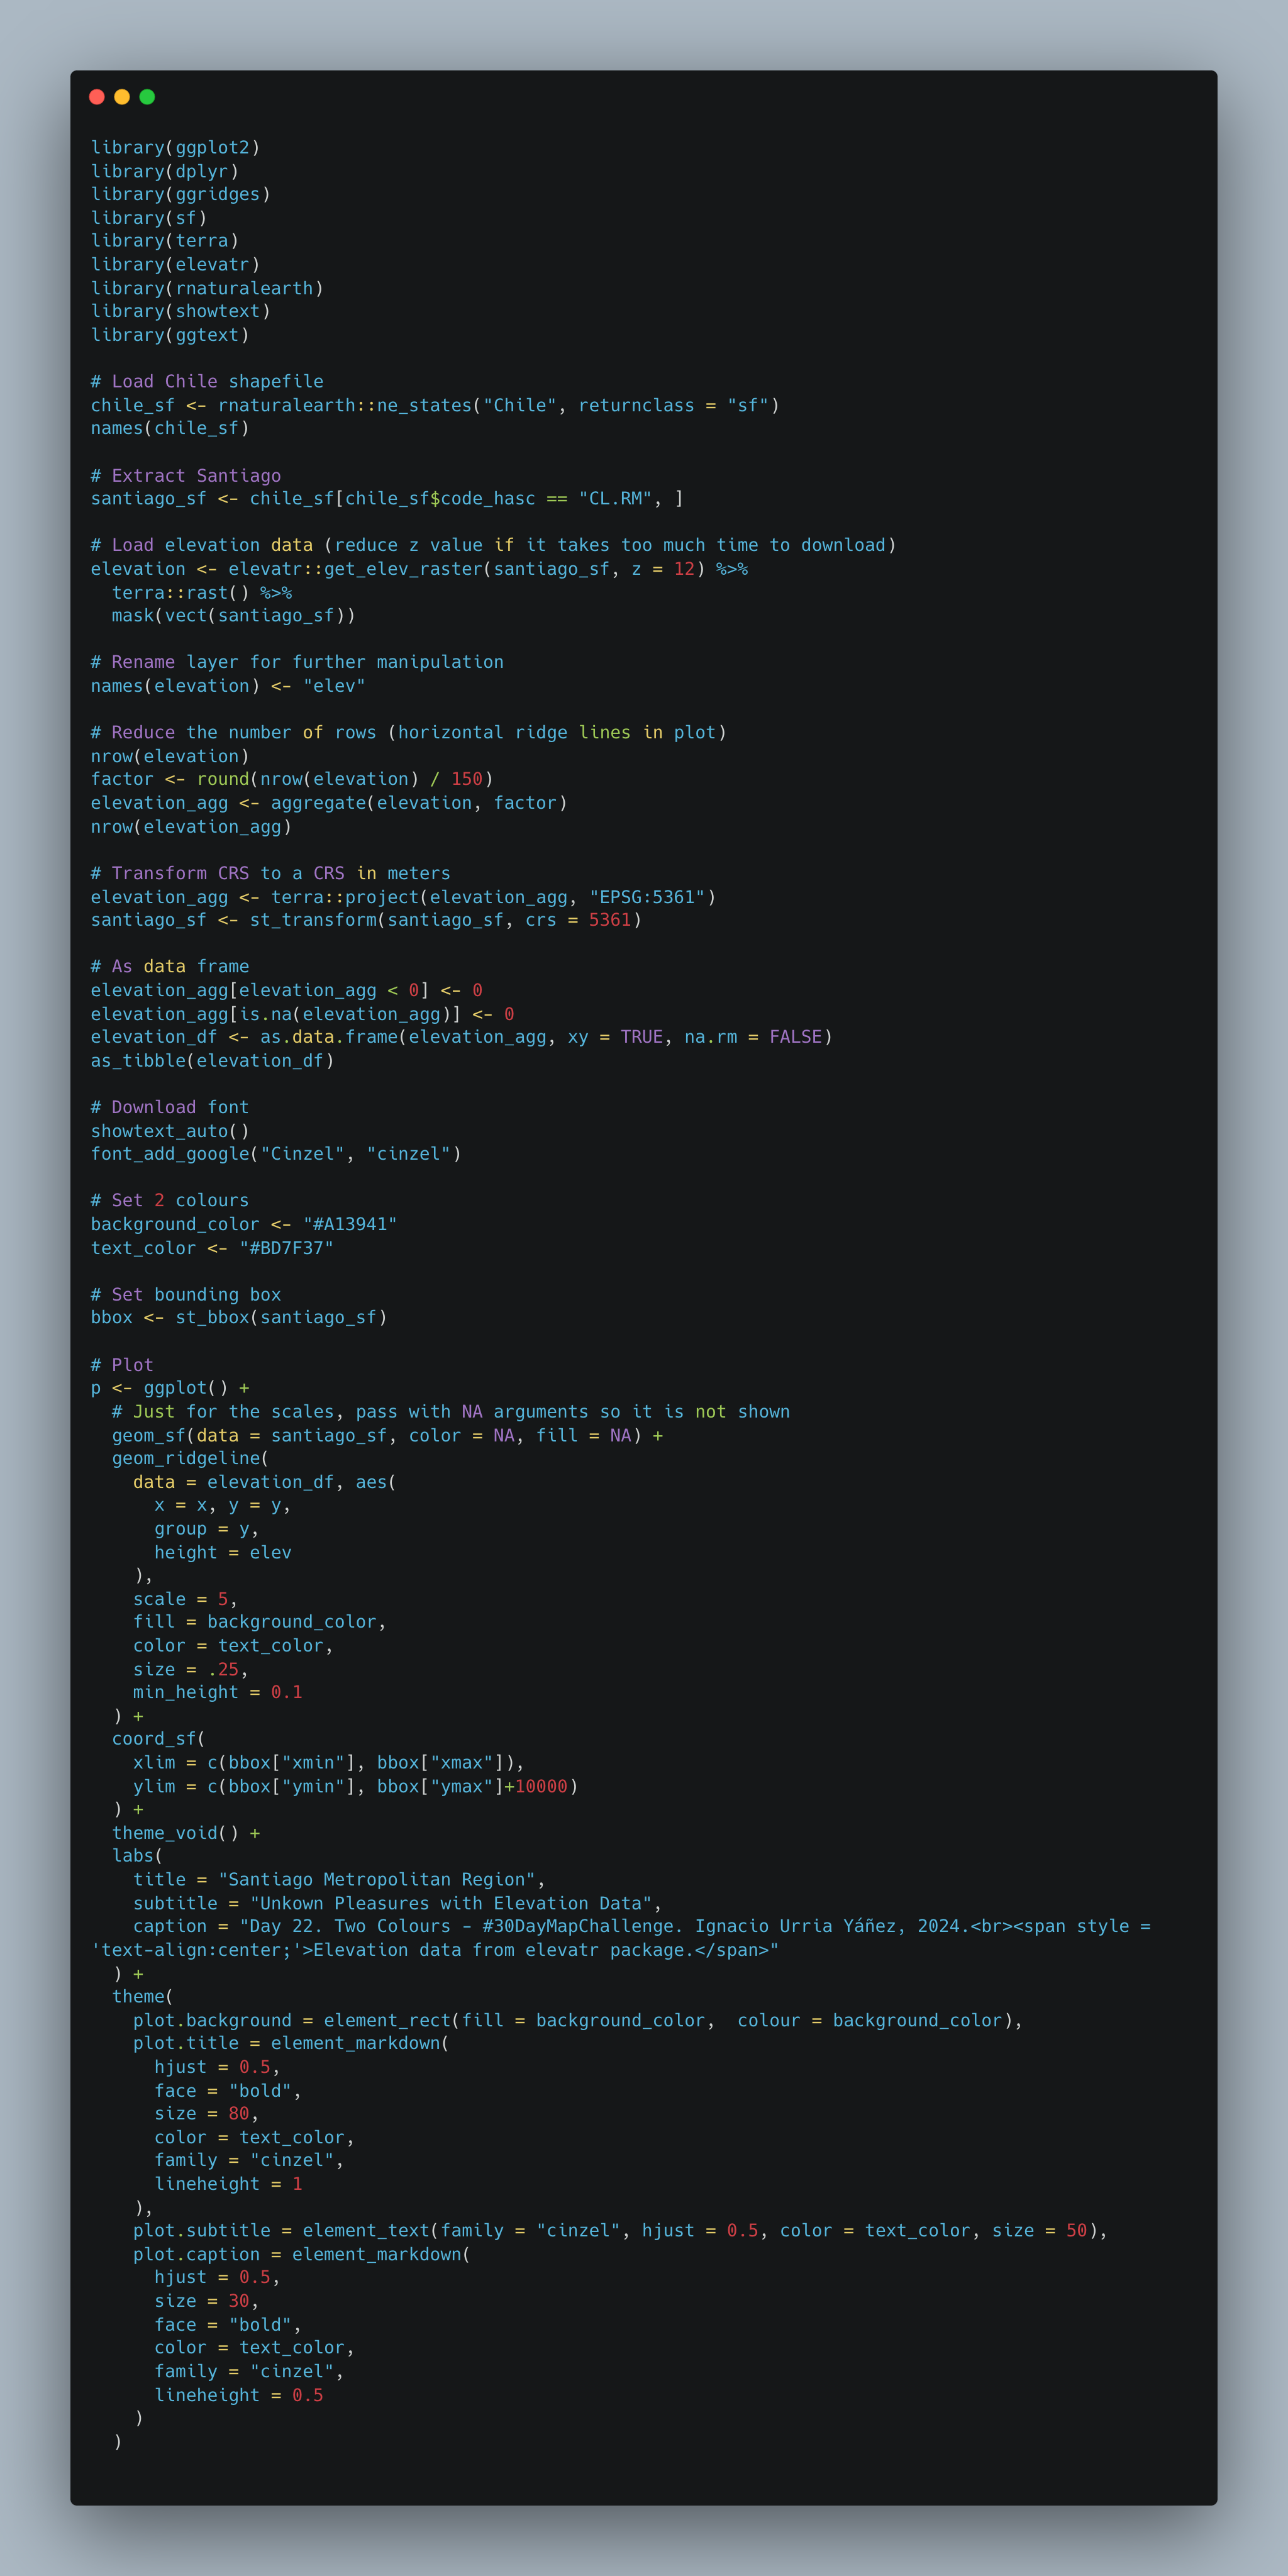 library(ggplot2)
library(dplyr)
library(ggridges)
library(sf)
library(terra)
library(elevatr)
library(rnaturalearth)
library(showtext)
library(ggtext)

# Load Chile shapefile
chile_sf <- rnaturalearth::ne_states("Chile", returnclass = "sf")
names(chile_sf)

# Extract Santiago
santiago_sf <- chile_sf[chile_sf$code_hasc == "CL.RM", ]

# Load elevation data (reduce z value if it takes too much time to download)
elevation <- elevatr::get_elev_raster(santiago_sf, z = 12) %>%
  terra::rast() %>%
  mask(vect(santiago_sf))

# Rename layer for further manipulation
names(elevation) <- "elev"

# Reduce the number of rows (horizontal ridge lines in plot)
nrow(elevation)
factor <- round(nrow(elevation) / 150)
elevation_agg <- aggregate(elevation, factor)
nrow(elevation_agg)

# Transform CRS to a CRS in meters
elevation_agg <- terra::project(elevation_agg, "EPSG:5361")
santiago_sf <- st_transform(santiago_sf, crs = 5361)

# As data frame
elevation_agg[elevation_agg < 0] <- 0
elevation_agg[is.na(elevation_agg)] <- 0
elevation_df <- as.data.frame(elevation_agg, xy = TRUE, na.rm = FALSE)
as_tibble(elevation_df)

# Download font
showtext_auto()
font_add_google("Cinzel", "cinzel")

# Set 2 colours
background_color <- "#A13941"
text_color <- "#BD7F37"

# Set bounding box
bbox <- st_bbox(santiago_sf)

# Plot
p <- ggplot() +
  # Just for the scales, pass with NA arguments so it is not shown
  geom_sf(data = santiago_sf, color = NA, fill = NA) +
  geom_ridgeline(
    data = elevation_df, aes(
      x = x, y = y,
      group = y,
      height = elev
    ),
    scale = 5,
    fill = background_color,
    color = text_color,
    size = .25,
    min_height = 0.1
  ) +
  coord_sf(
    xlim = c(bbox["xmin"], bbox["xmax"]),
    ylim = c(bbox["ymin"], bbox["ymax"]+10000)
  ) +
  theme_void() +
  labs(
    title = "Santiago Metropolitan Region",
    subtitle = "Unkown Pleasures with Elevation Data",
    caption = "Day 22. Two Colours - #30DayMapChallenge. Ignacio Urria Yáñez, 2024.<br><span style =
'text-align:center;'>Elevation data from elevatr package.</span>"
  ) +
  theme(
    plot.background = element_rect(fill = background_color,  colour = background_color),
    plot.title = element_markdown(
      hjust = 0.5,
      face = "bold",
      size = 80,
      color = text_color,
      family = "cinzel",
      lineheight = 1
    ),
    plot.subtitle = element_text(family = "cinzel", hjust = 0.5, color = text_color, size = 50),
    plot.caption = element_markdown(
      hjust = 0.5,
      size = 30,
      face = "bold",
      color = text_color,
      family = "cinzel",
      lineheight = 0.5
    )
  )